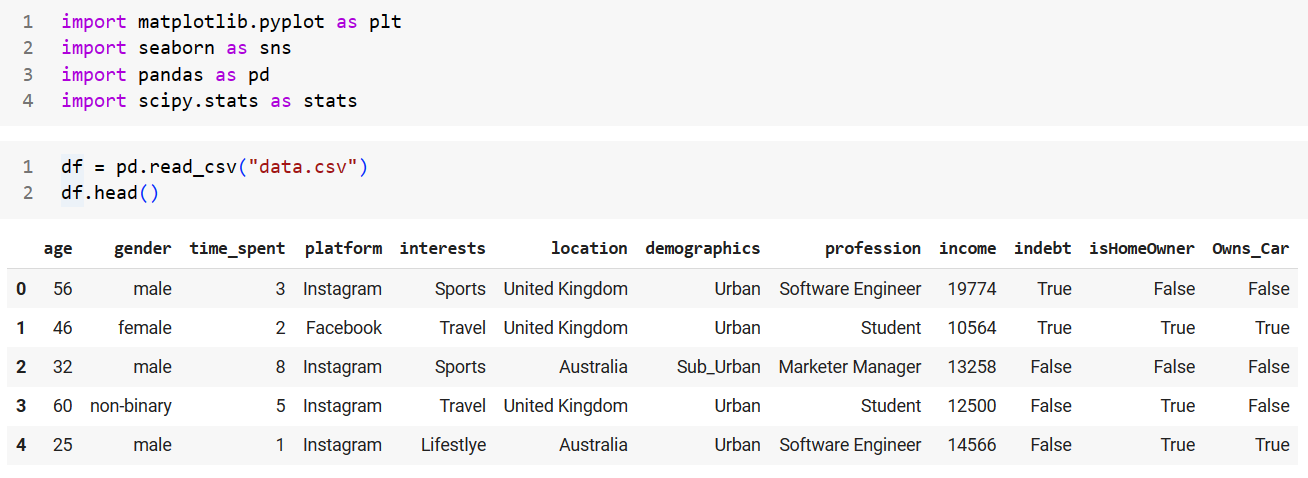 1 import matplotlib.pyplot as plt
2 import seaborn as sns
3 import pandas as pd
4 import scipy.stats as stats
1 df = pd.read_csv("data.csv")
2 df.head()
age gender time_spent platform interests location demographics profession income indebt isHomeOwner Owns_Car
0 56 male 3 Instagram Sports United Kingdom Urban Software Engineer 19774 True False False
1 46 female 2 Facebook Travel United Kingdom Urban Student 10564 True True True
2 32 male 8 Instagram Sports Australia Sub_Urban Marketer Manager 13258 False False False
3 60 non-binary 5 Instagram Travel United Kingdom Urban Student 12500 False True False
4 25 male 1 Instagram Lifestlye Australia Urban Software Engineer 14566 False True True